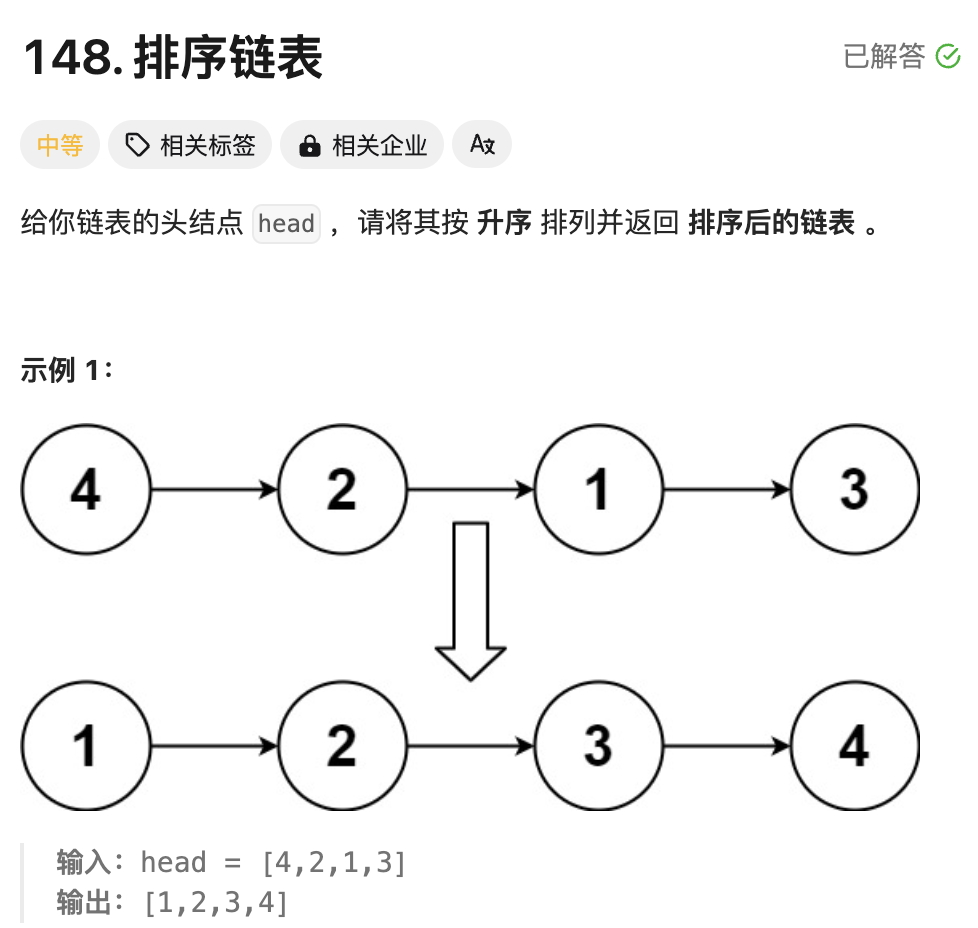 148. 排序链表
已解答
中等 相关标签 相关企业
给你链表的头结点 head ，请将其按 升序 排列并返回 排序后的链表 。
示例 1：
4 2 1 3
1 2 3 4
输入：head = [4,2,1,3]
输出：[1,2,3,4]